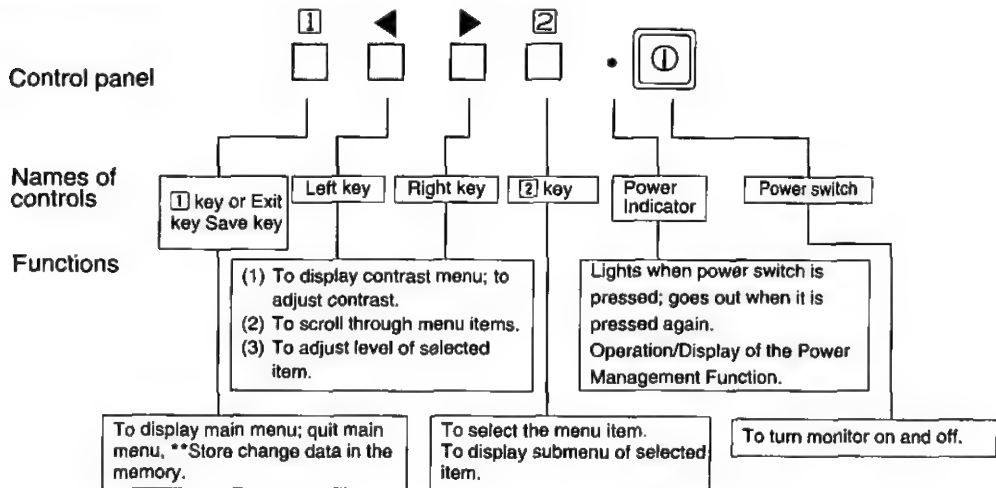 1 2
Control panel
Names of
controls
1 key or Exit
key Save key
Left key
Right key
2 key
Power
Indicator
Power switch
Functions
(1) To display contrast menu; to
adjust contrast.
(2) To scroll through menu items.
(3) To adjust level of selected
item.
Lights when power switch is
pressed; goes out when it is
pressed again.
Operation/Display of the Power
Management Function.
To display main menu; quit main
menu, **Store change data in the
memory.
To select the menu item.
To display submenu of selected
item.
To turn monitor on and off.